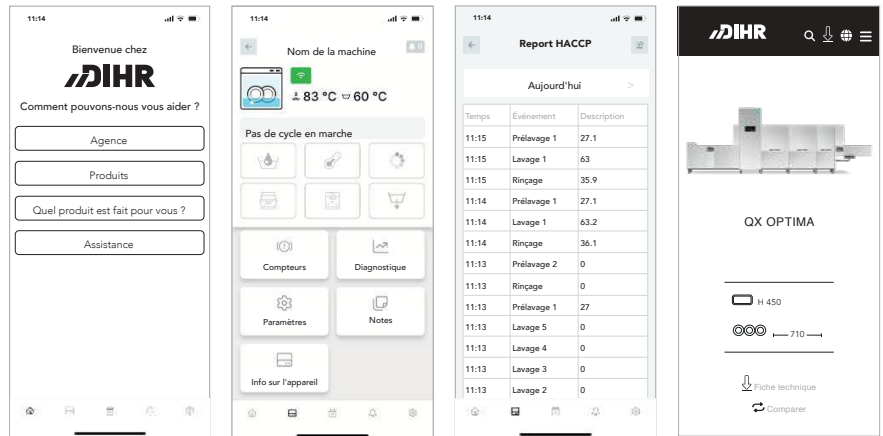 11:14
Bienvenue chez
DIHR
Comment pouvons-nous vous aider ?
Agence
Produits
Quel produit est fait pour vous ?
Assistance
11:14
Nom de la machine
0
83 °C 60 °C
Pas de cycle en marche
Compteurs Diagnostique
Paramètres Notes
Info sur l'appareil
11:14
Report HACCP
Aujourd'hui >
Temps Événement Description
11:15 Prélavage 1 27.1
11:15 Lavage 1 63
11:15 Rinçage 35.9
11:14 Prélavage 1 27.1
11:14 Lavage 1 63.2
11:14 Rinçage 36.1
11:13 Prélavage 2 0
11:13 Rinçage 0
11:13 Prélavage 1 27
11:13 Lavage 5 0
11:13 Lavage 4 0
11:13 Lavage 3 0
11:13 Lavage 2 0
DIHR
QX OPTIMA
H 450
710
Fiche technique
Comparer